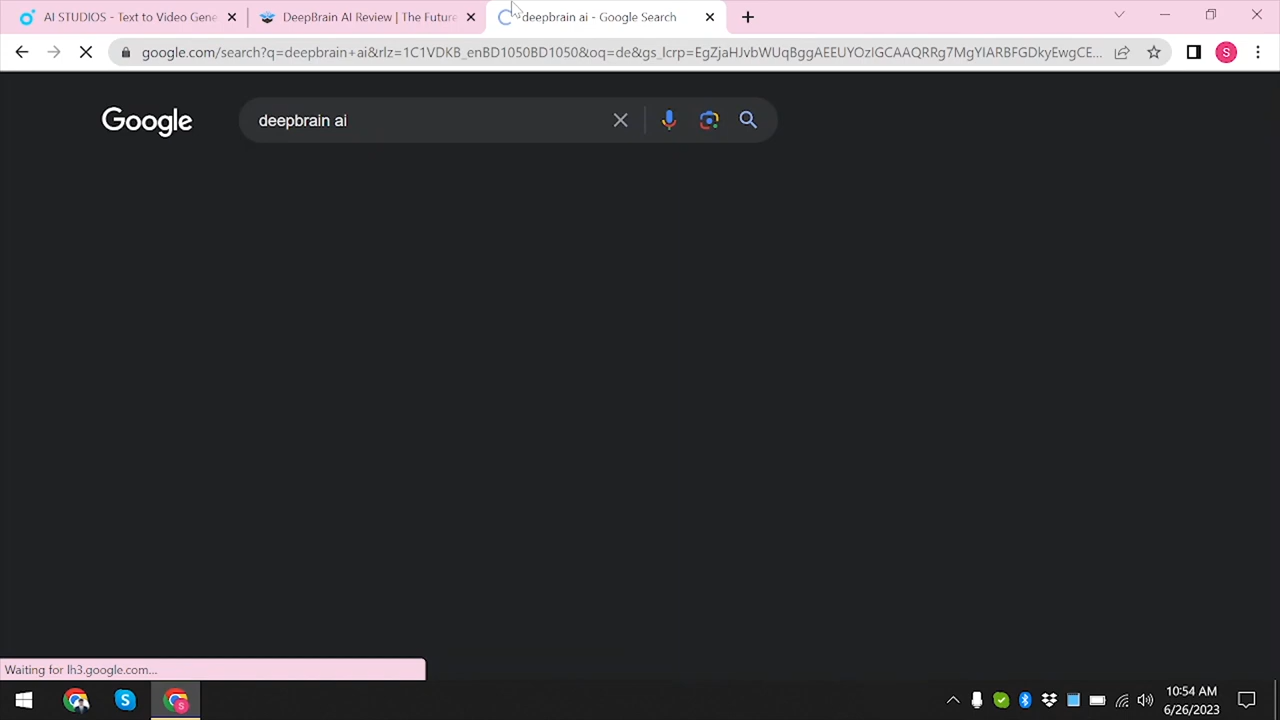 AI STUDIOS - Text to Video Gene
DeepBrain AI Review | The Future
deepbrain ai - Google Search
google.com/search?q=deepbrain+ai&rlz=1C1VDKB_enBD1050BD1050&oq=de&gs_lcrp=EgZjaHJvbWUqBggAEEUYOzIGCAAQRRg7MgYIARBFGDkyEwgCE...
S
Google
deepbrain ai
Waiting for lh3.google.com...
S
S
10:54 AM
6/26/2023